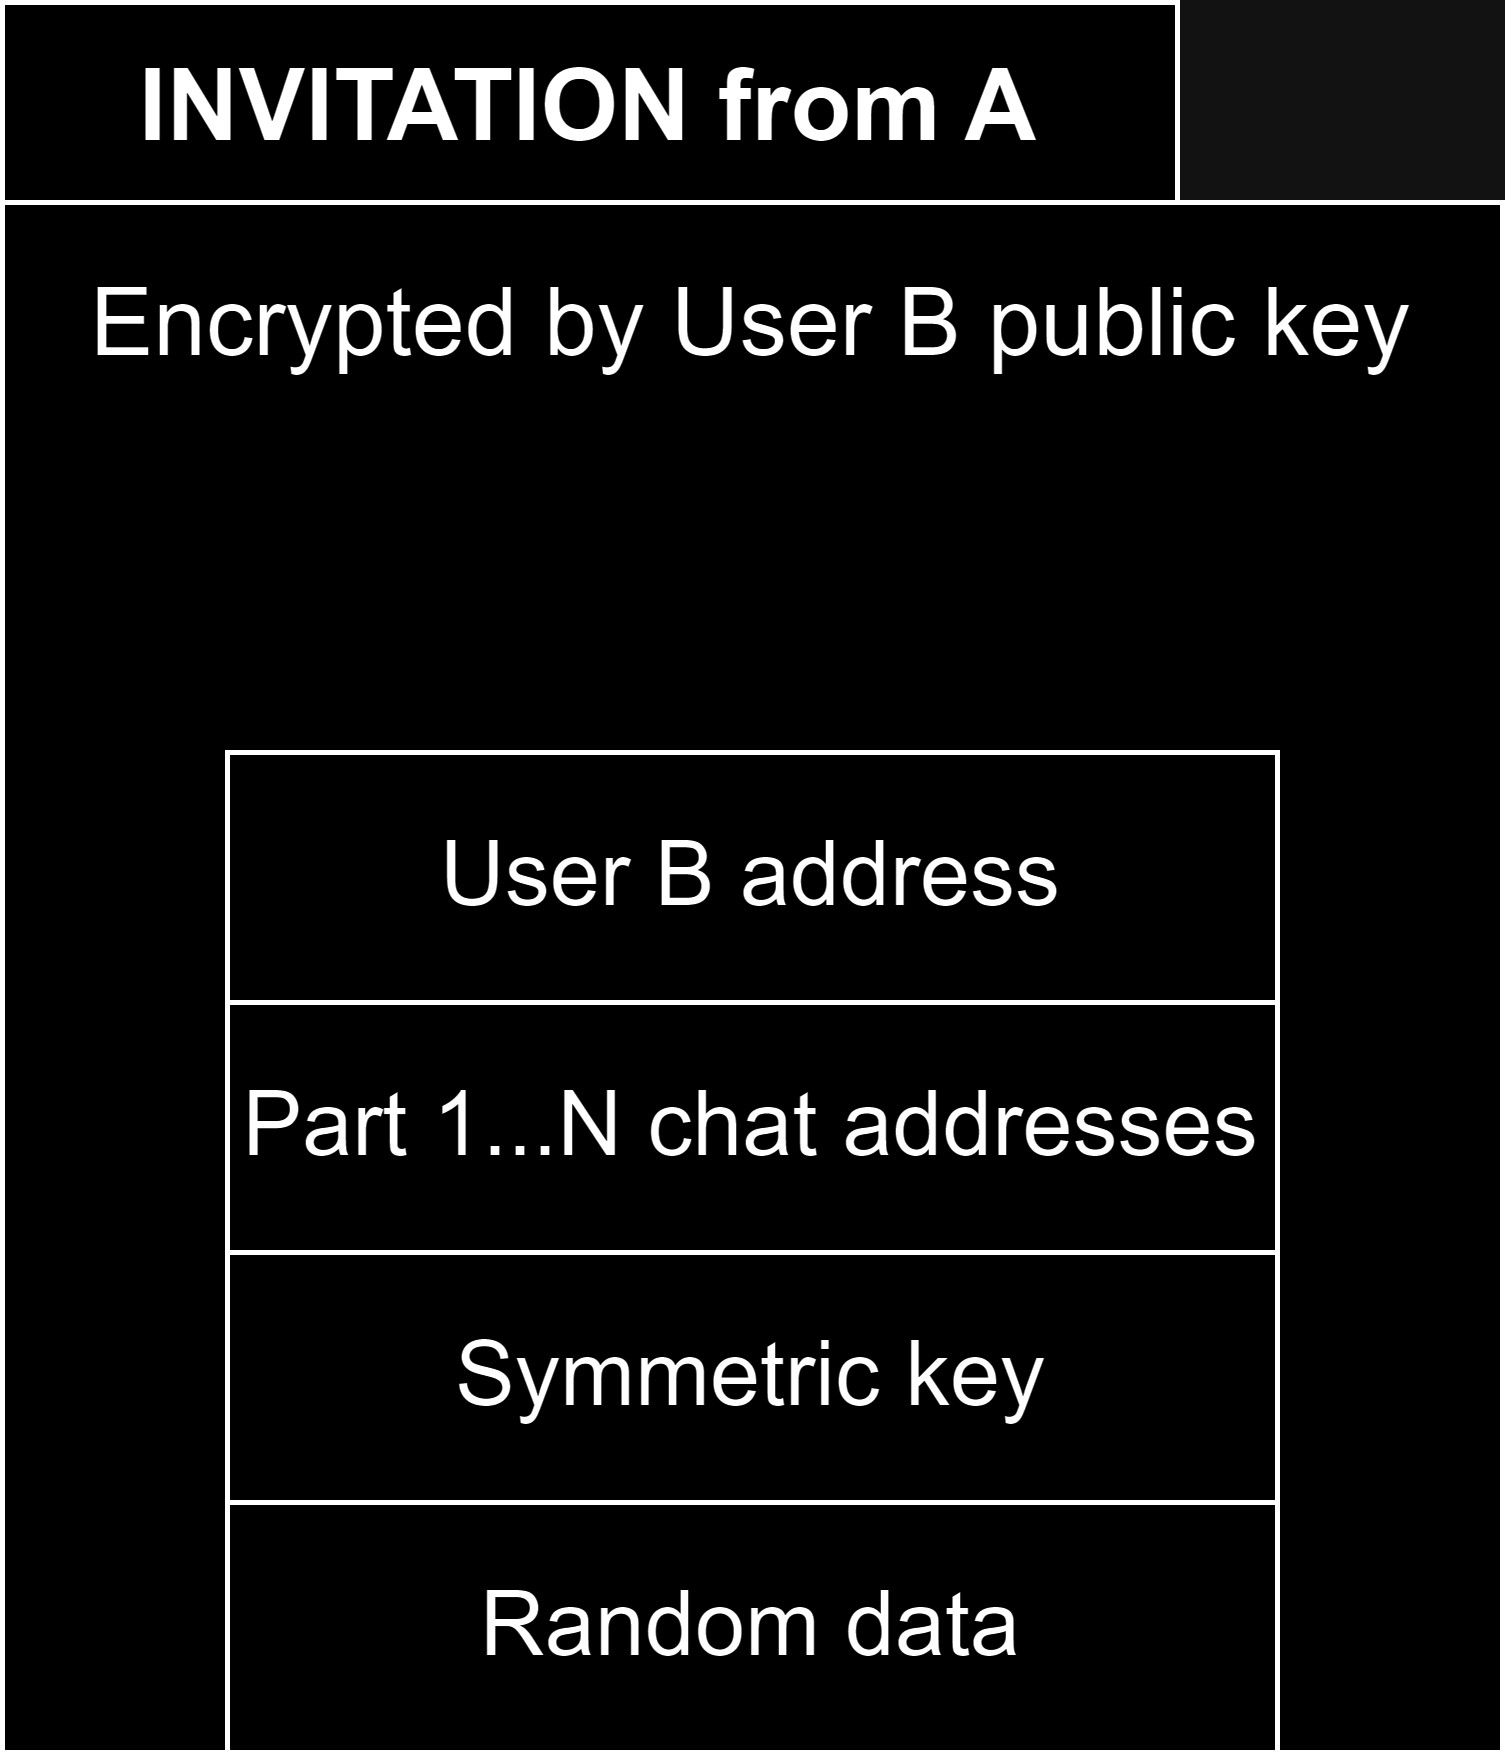 INVITATION from A
Encrypted by User B public key
User B address
Part 1...N chat addresses
Symmetric key
Random data